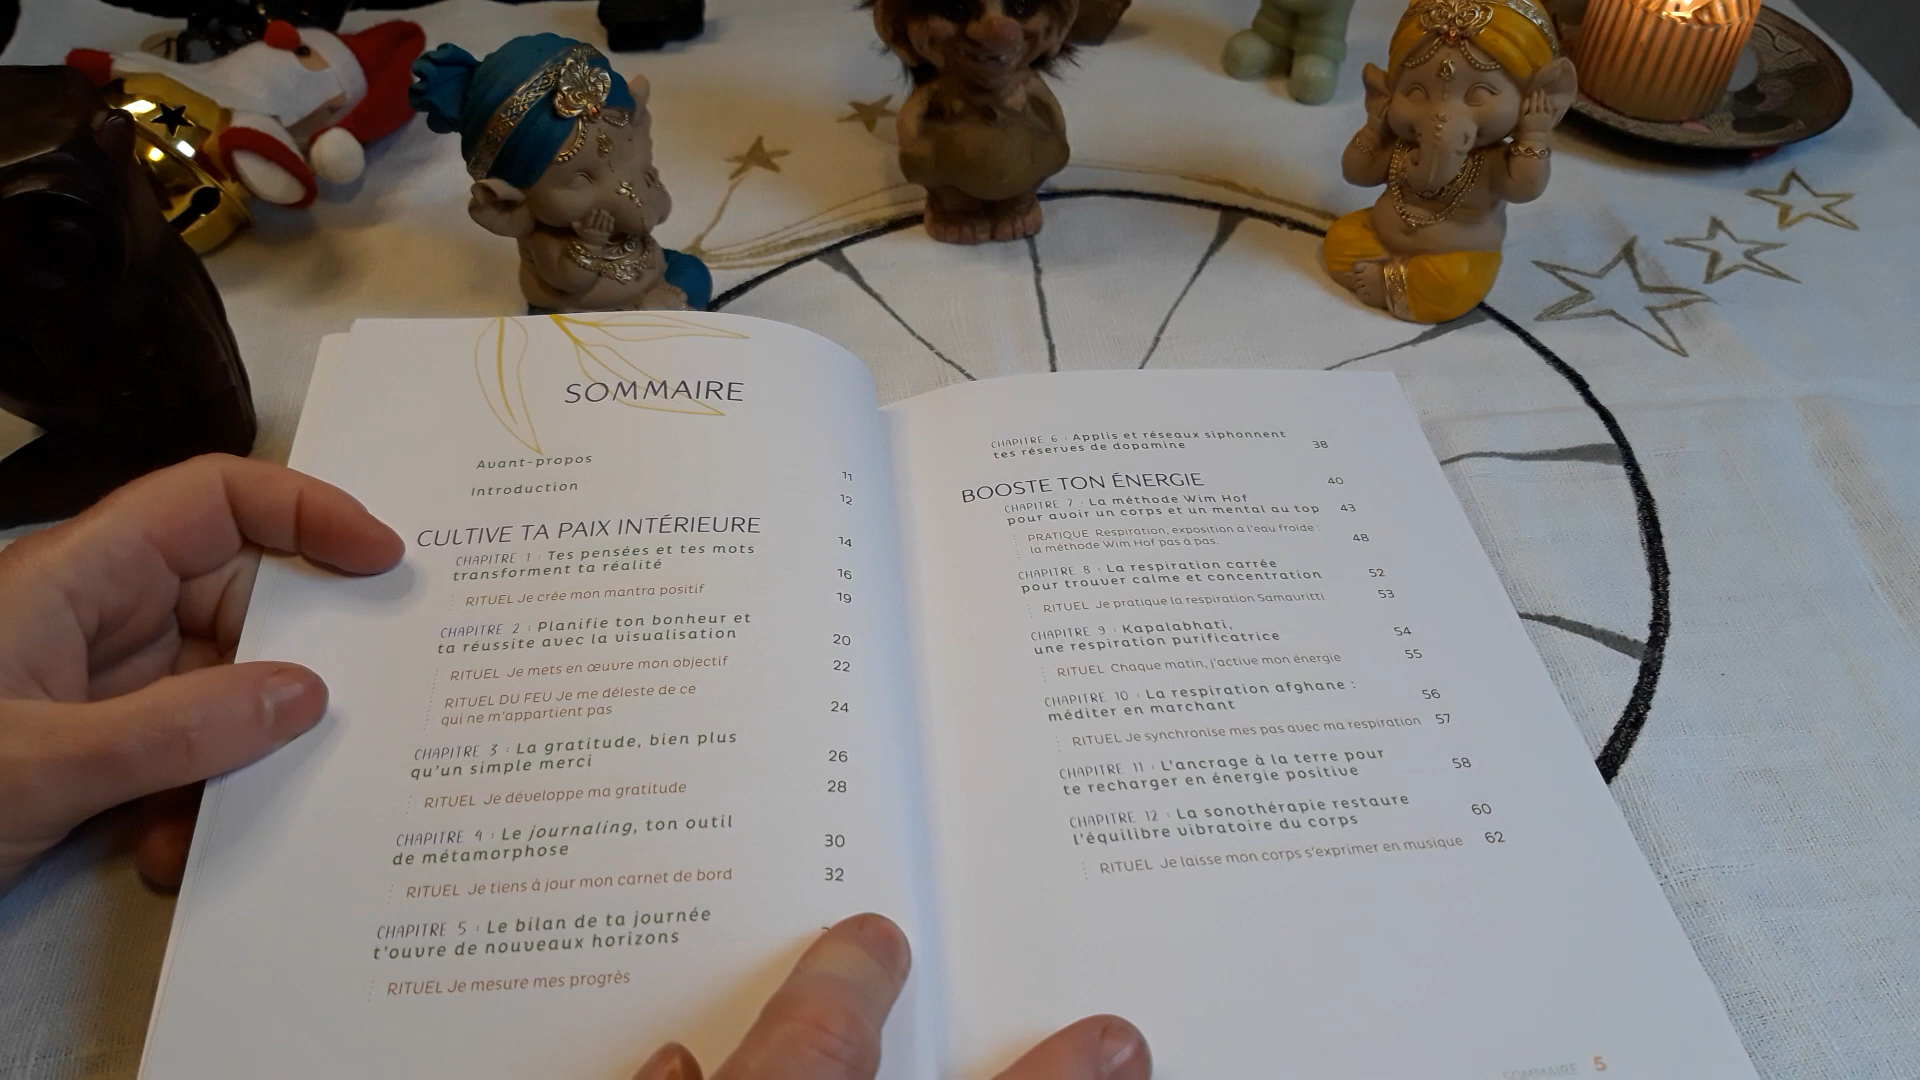 SOMMAIRE
Avant-propos 11
Introduction 12
CULTIVE TA PAIX INTÉRIEURE 14
CHAPITRE 1 : Tes pensées et tes mots
transforment ta réalité 16
RITUEL Je crée mon mantra positif 19
CHAPITRE 2 : Planifie ton bonheur et
ta réussite avec la visualisation 20
RITUEL Je mets en œuvre mon objectif 22
RITUEL DU FEU Je me déleste de ce
qui ne m'appartient pas 24
CHAPITRE 3 : La gratitude, bien plus
qu'un simple merci 26
RITUEL Je développe ma gratitude 28
CHAPITRE 4 : Le journaling, ton outil
de métamorphose 30
RITUEL Je tiens à jour mon carnet de bord 32
CHAPITRE 5 : Le bilan de ta journée
t'ouvre de nouveaux horizons
RITUEL Je mesure mes progrès
CHAPITRE 6 : Applis et réseaux siphonnent
tes réserves de dopamine 38
BOOSTE TON ÉNERGIE 40
CHAPITRE 7 : La méthode Wim Hof
pour avoir un corps et un mental au top 43
PRATIQUE Respiration, exposition à l'eau froide :
la méthode Wim Hof pas à pas. 48
CHAPITRE 8 : La respiration carrée
pour trouver calme et concentration 52
RITUEL Je pratique la respiration Samavritti 53
CHAPITRE 9 : Kapalabhati,
une respiration purificatrice 54
RITUEL Chaque matin, j'active mon énergie 55
CHAPITRE 10 : La respiration afghane :
méditer en marchant 56
RITUEL Je synchronise mes pas avec ma respiration 57
CHAPITRE 11 : L'ancrage à la terre pour
te recharger en énergie positive 58
CHAPITRE 12 : La sonothérapie restaure
l'équilibre vibratoire du corps 60
RITUEL Je laisse mon corps s'exprimer en musique 62
SOMMAIRE 5